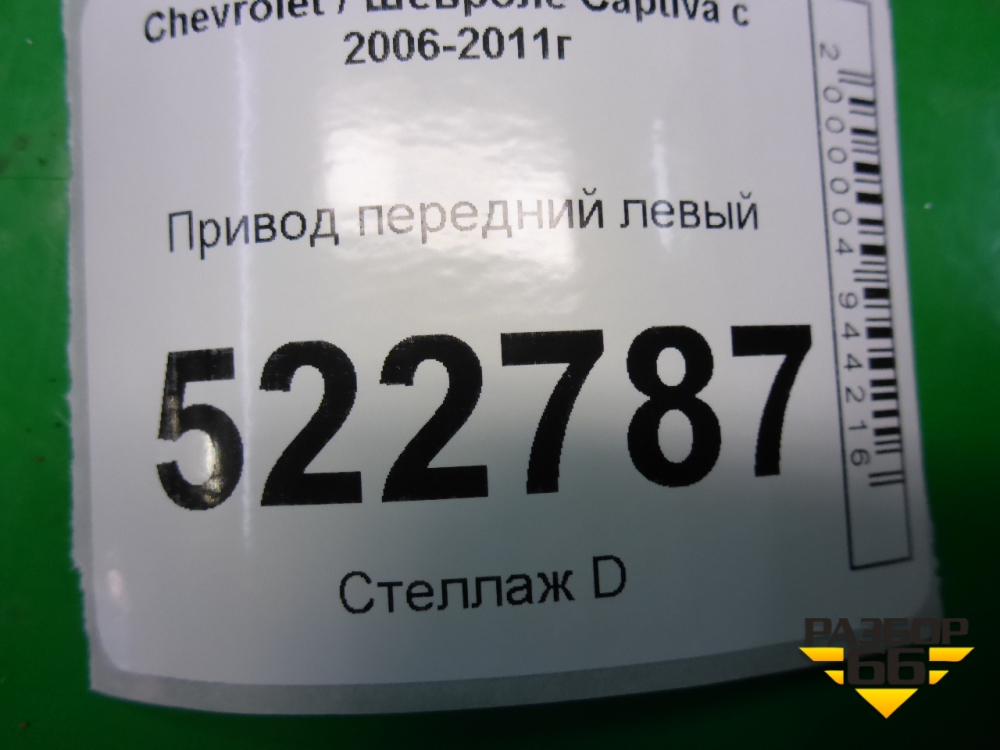 Chevrolet / Шевроле Captiva с
2006-2011г
Привод передний левый
522787
Стеллаж D
2000004944216
РАЗБОР
66